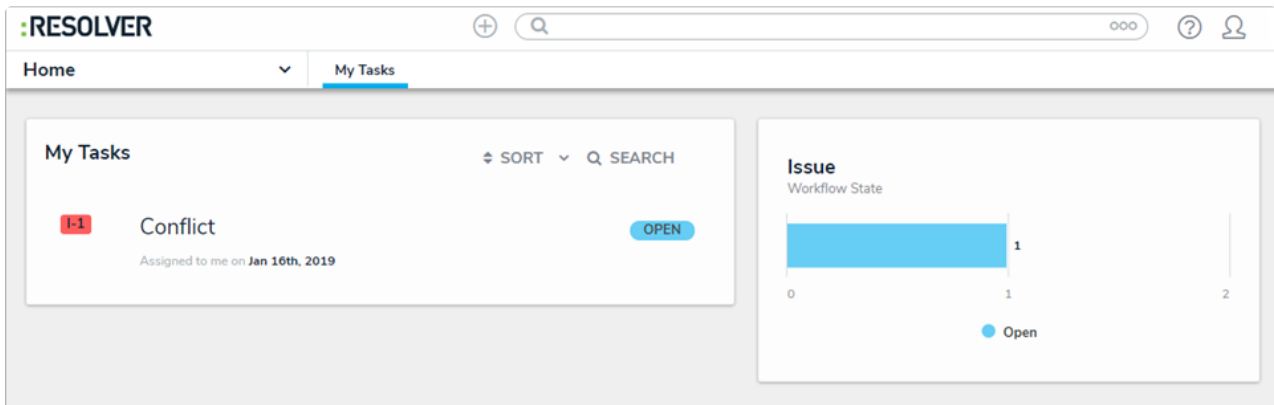 :RESOLVER
Home
My Tasks
My Tasks
SORT
SEARCH
I-1
Conflict
OPEN
Assigned to me on Jan 16th, 2019
Issue
Workflow State
1
0 1 2
Open